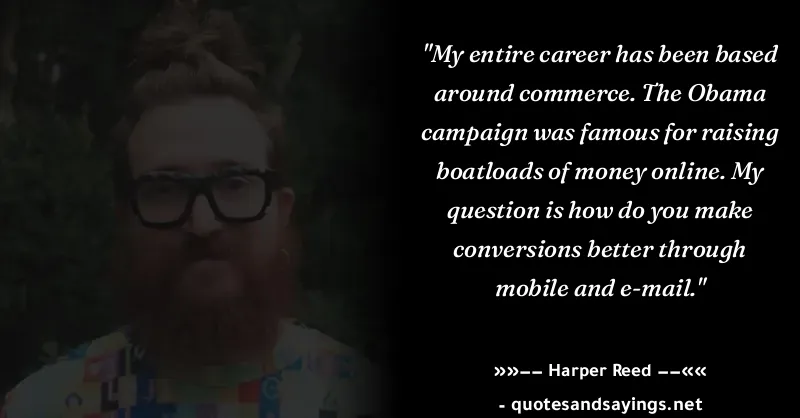 "My entire career has been based
around commerce. The Obama
campaign was famous for raising
boatloads of money online. My
question is how do you make
conversions better through
mobile and e-mail."
»»−− Harper Reed −−««
- quotesandsayings.net